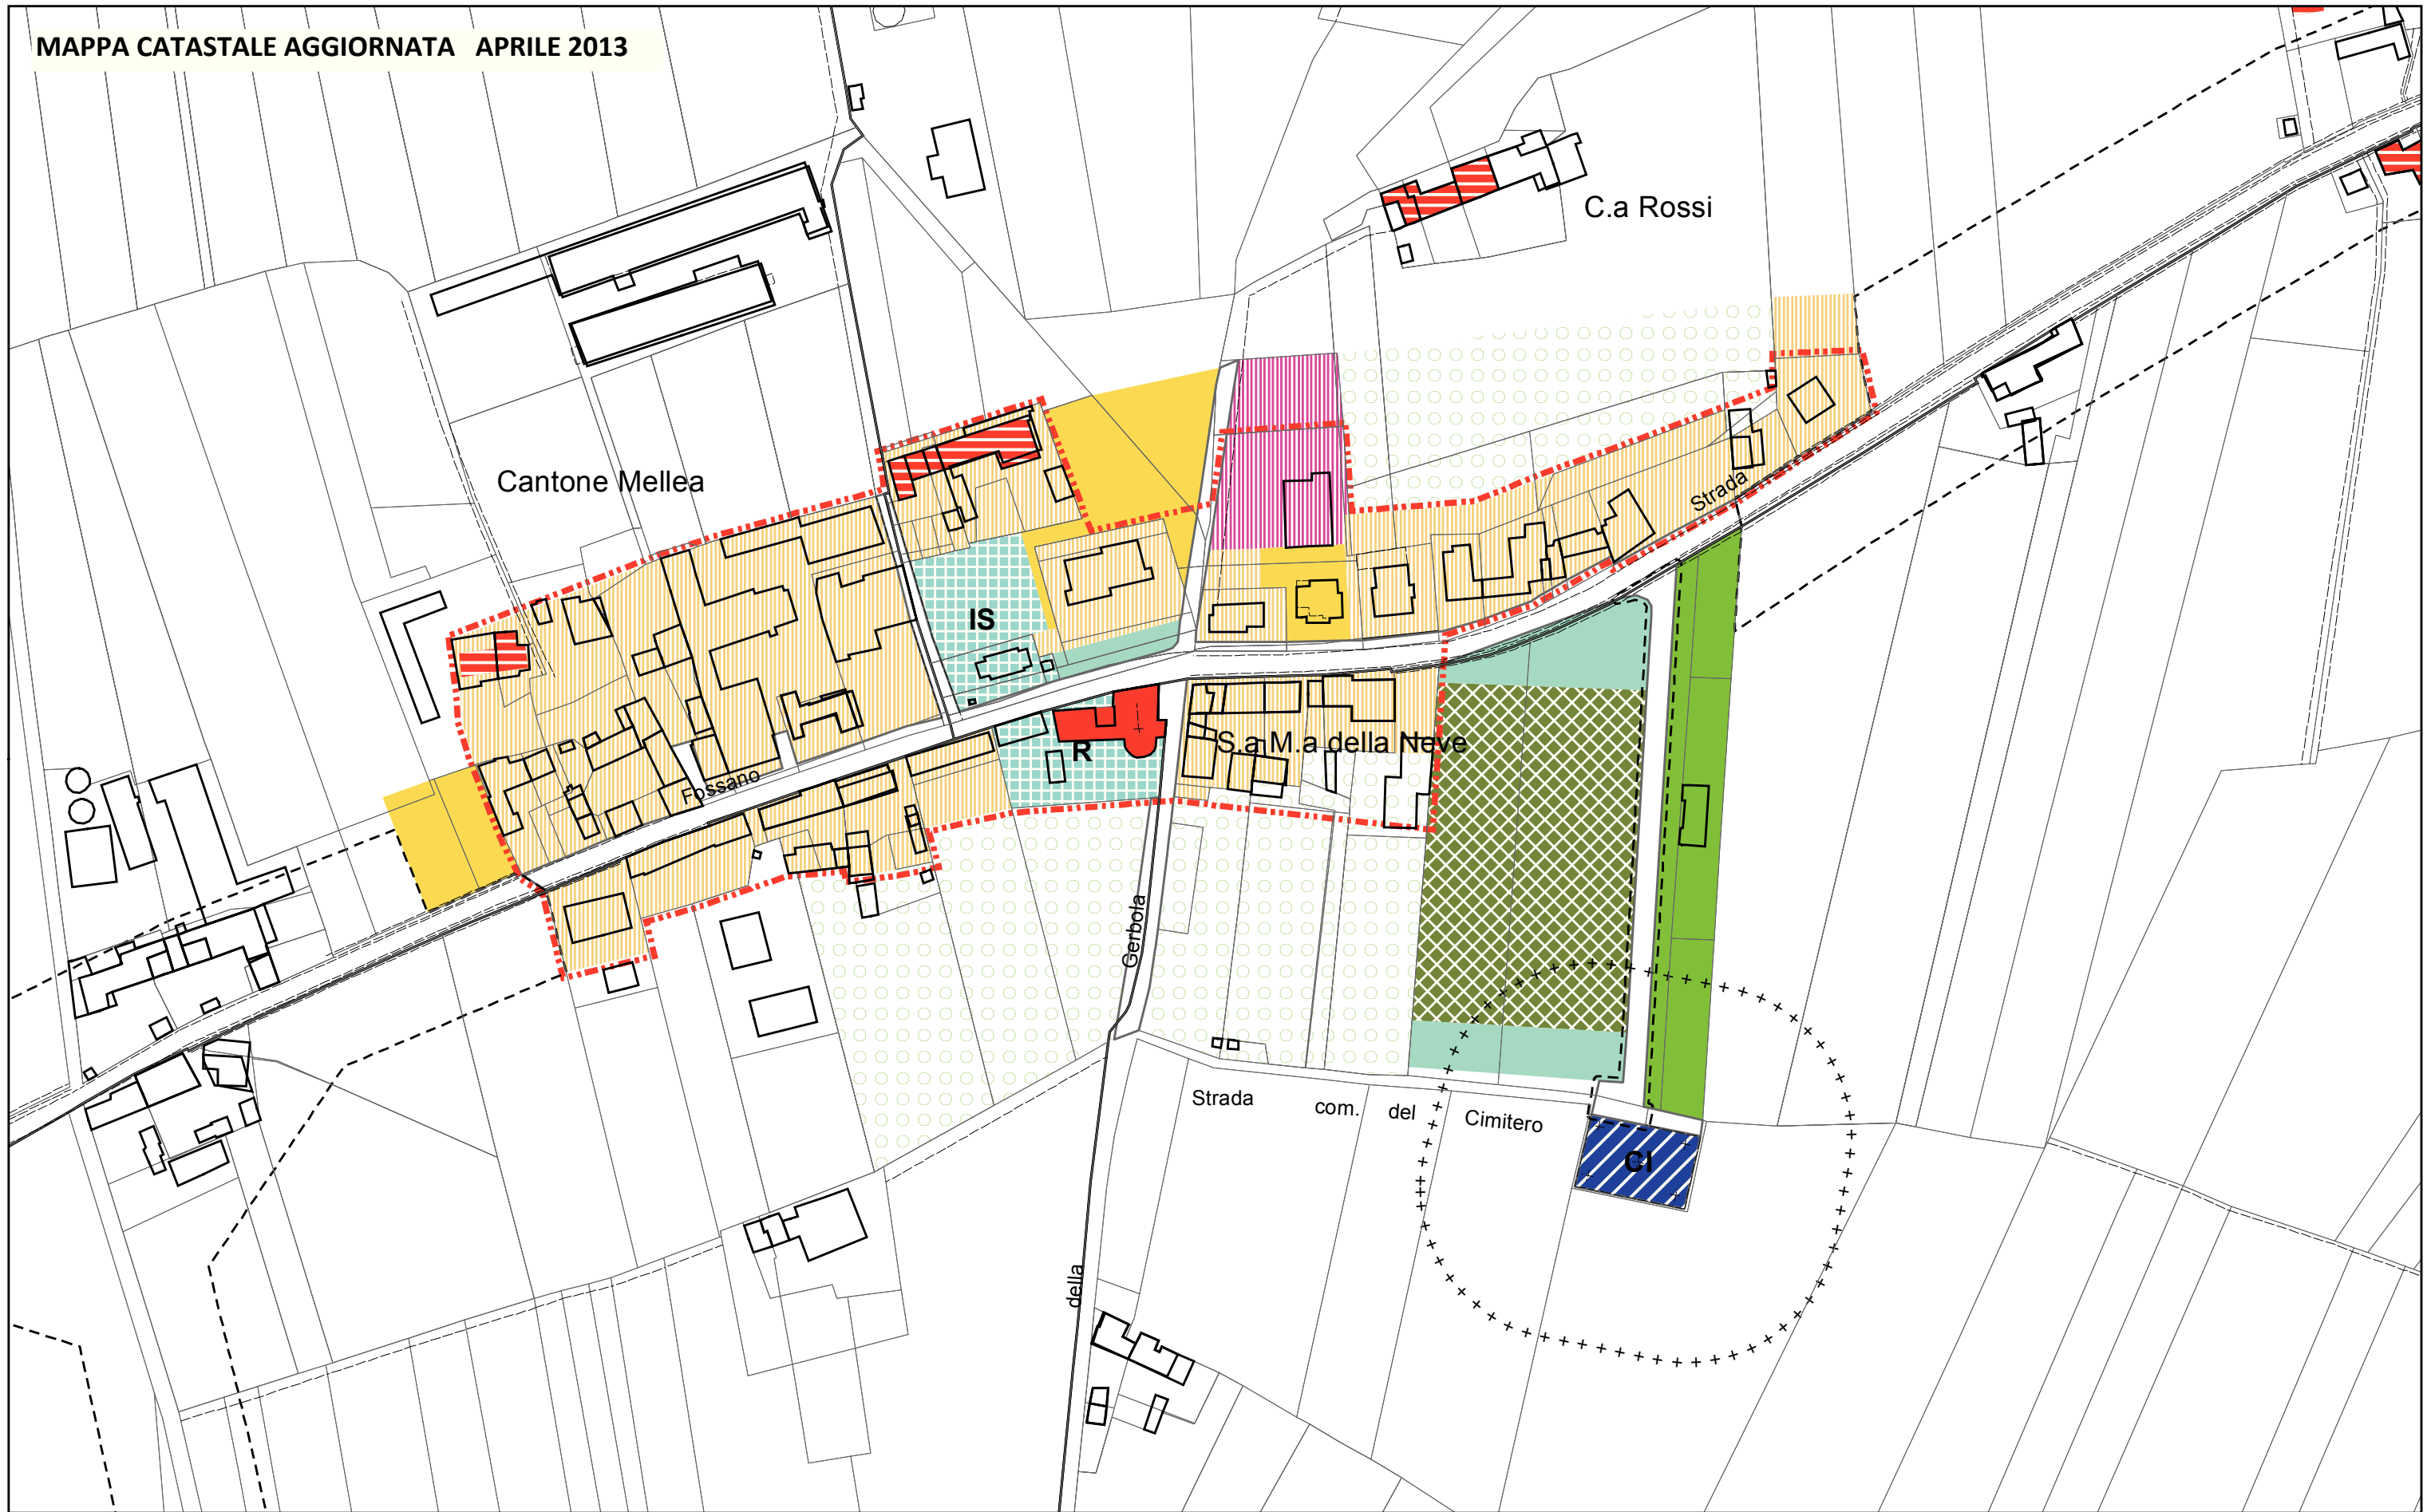 MAPPA CATASTALE AGGIORNATA APRILE 2013
C.a Rossi
Cantone Mellea
Strada
IS
S.a M.a della Neve
R
Fossano
Gerbola
Strada com. del Cimitero
CI
della